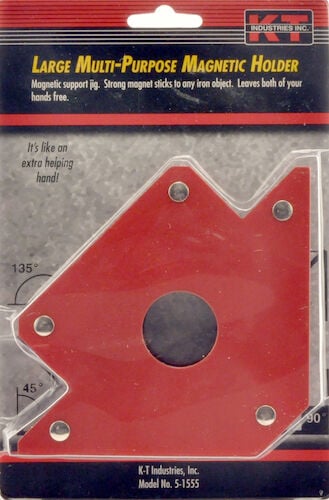 KT
INDUSTRIES INC.
LARGE MULTI-PURPOSE MAGNETIC HOLDER
Magnetic support jig. Strong magnet sticks to any iron object. Leaves both of your
hands free.
It's like an
extra helping
hand!
135°
45°
90°
K-T Industries, Inc.
Model No. 5-1555